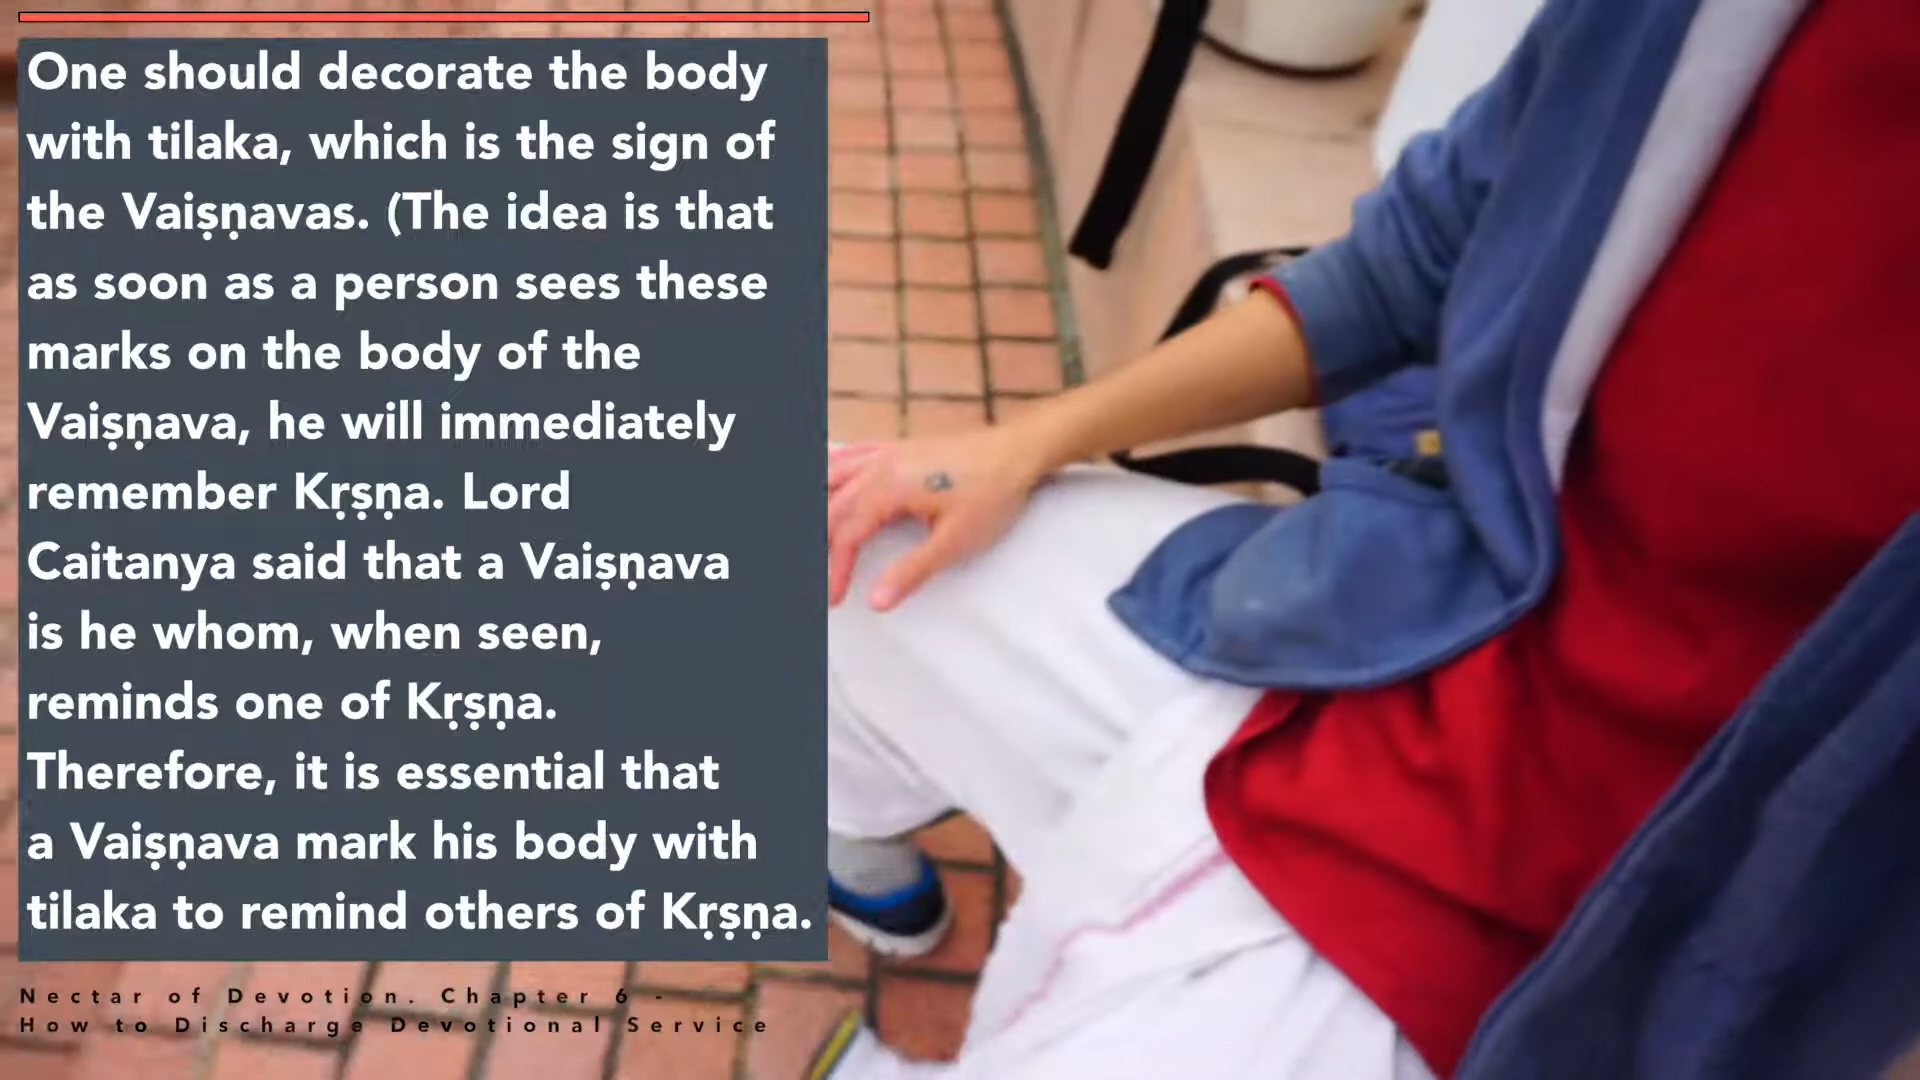 One should decorate the body
with tilaka, which is the sign of
the Vaiṣṇavas. (The idea is that
as soon as a person sees these
marks on the body of the
Vaiṣṇava, he will immediately
remember Kṛṣṇa. Lord
Caitanya said that a Vaiṣṇava
is he whom, when seen,
reminds one of Kṛṣṇa.
Therefore, it is essential that
a Vaiṣṇava mark his body with
tilaka to remind others of Kṛṣṇa.
Nectar of Devotion. Chapter 6 -
How to Discharge Devotional Service